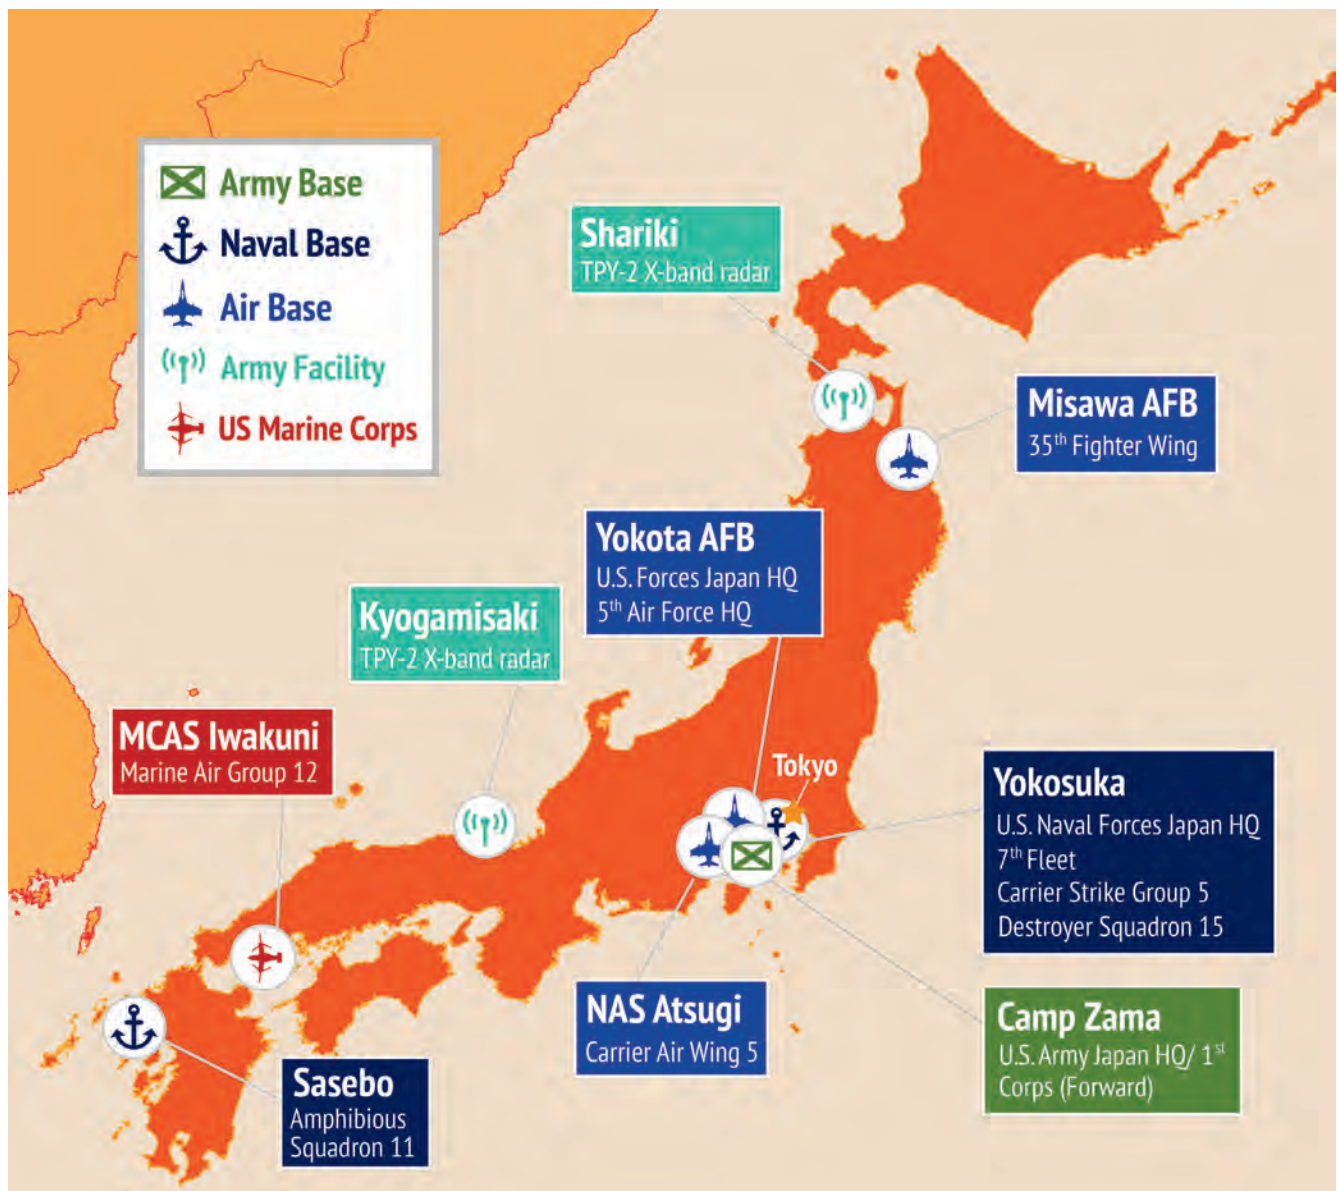 Army Base
Naval Base
Air Base
Army Facility
US Marine Corps
Shariki
TPY-2 X-band radar
Misawa AFB
35th Fighter Wing
Yokota AFB
U.S. Forces Japan HQ
5th Air Force HQ
Kyogamisaki
TPY-2 X-band radar
MCAS Iwakuni
Marine Air Group 12
Tokyo
Yokosuka
U.S. Naval Forces Japan HQ
7th Fleet
Carrier Strike Group 5
Destroyer Squadron 15
NAS Atsugi
Carrier Air Wing 5
Camp Zama
U.S. Army Japan HQ/ 1st
Corps (Forward)
Sasebo
Amphibious
Squadron 11